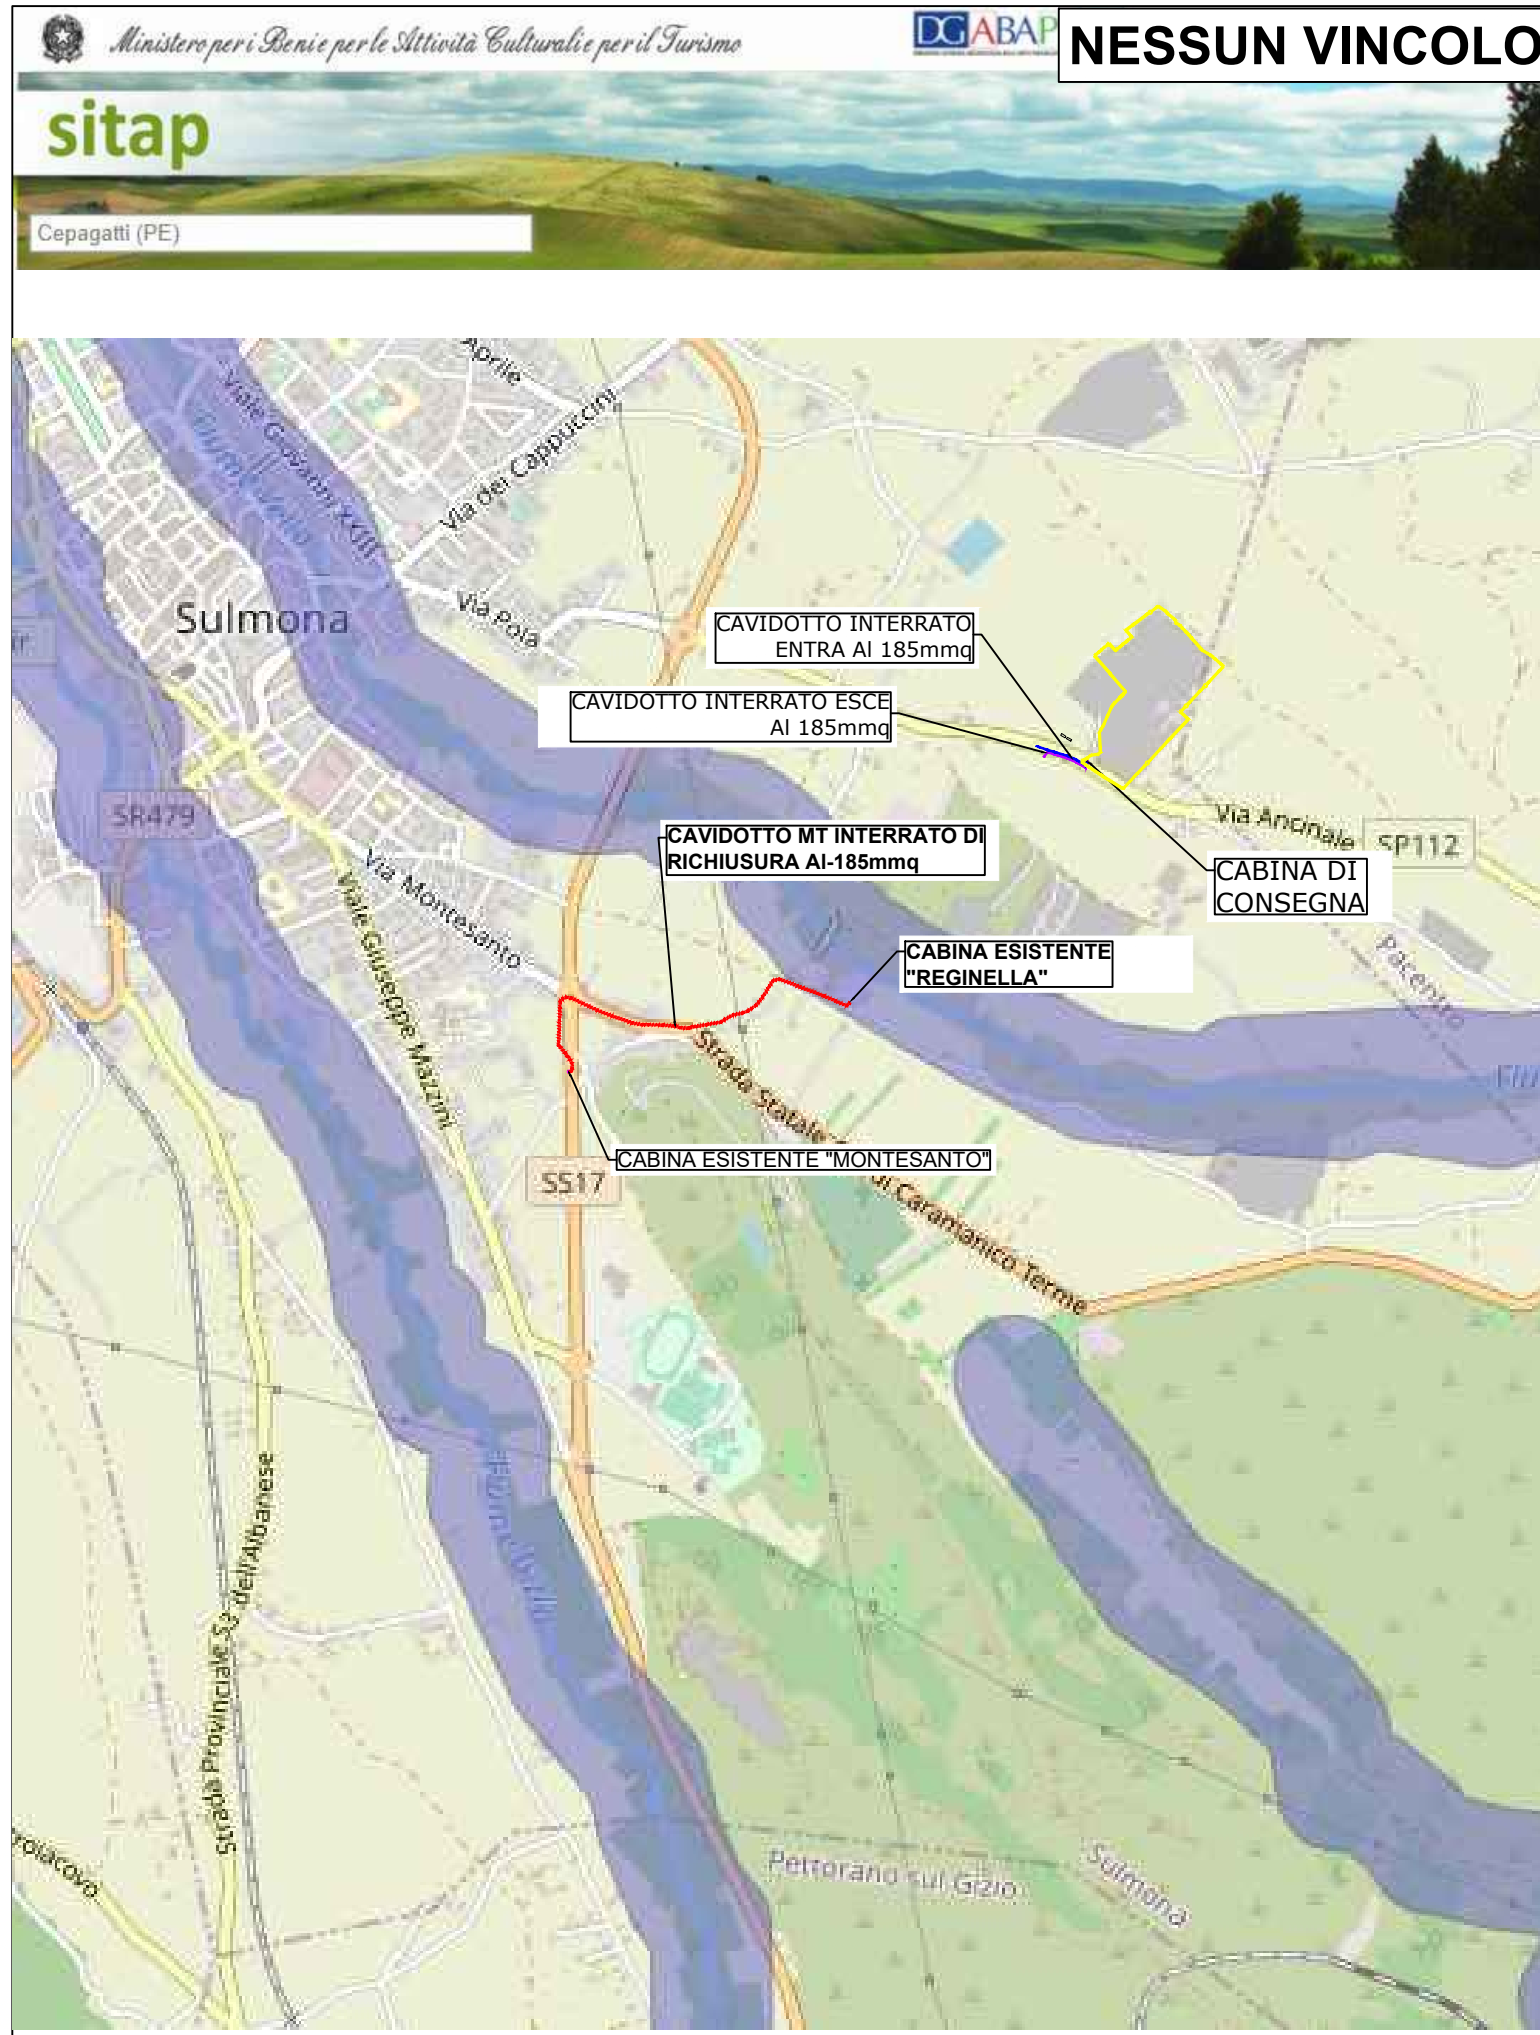 Ministero per i Beni e per le Attività Culturali e per il Turismo
DGABAP
NESSUN VINCOLO
sitap
Cepagatti (PE)
Aprile
Viale Giovanni XXIII
Via dei Cappuccini
Via Pola
Sulmona
CAVIDOTTO INTERRATO
ENTRA Al 185mmq
CAVIDOTTO INTERRATO ESCE
Al 185mmq
SR479
Via Ancinale
SP112
CAVIDOTTO MT INTERRATO DI
RICHIUSURA Al-185mmq
Via Montesanto
Viale Giuseppe Mazzini
CABINA DI
CONSEGNA
CABINA ESISTENTE
"REGINELLA"
Pacentro
Strada Statale
di Caramanico Terme
CABINA ESISTENTE "MONTESANTO"
SS17
dell'Albanese
Strada Provinciale 52
Pettorano sul Gizio
Sulmona